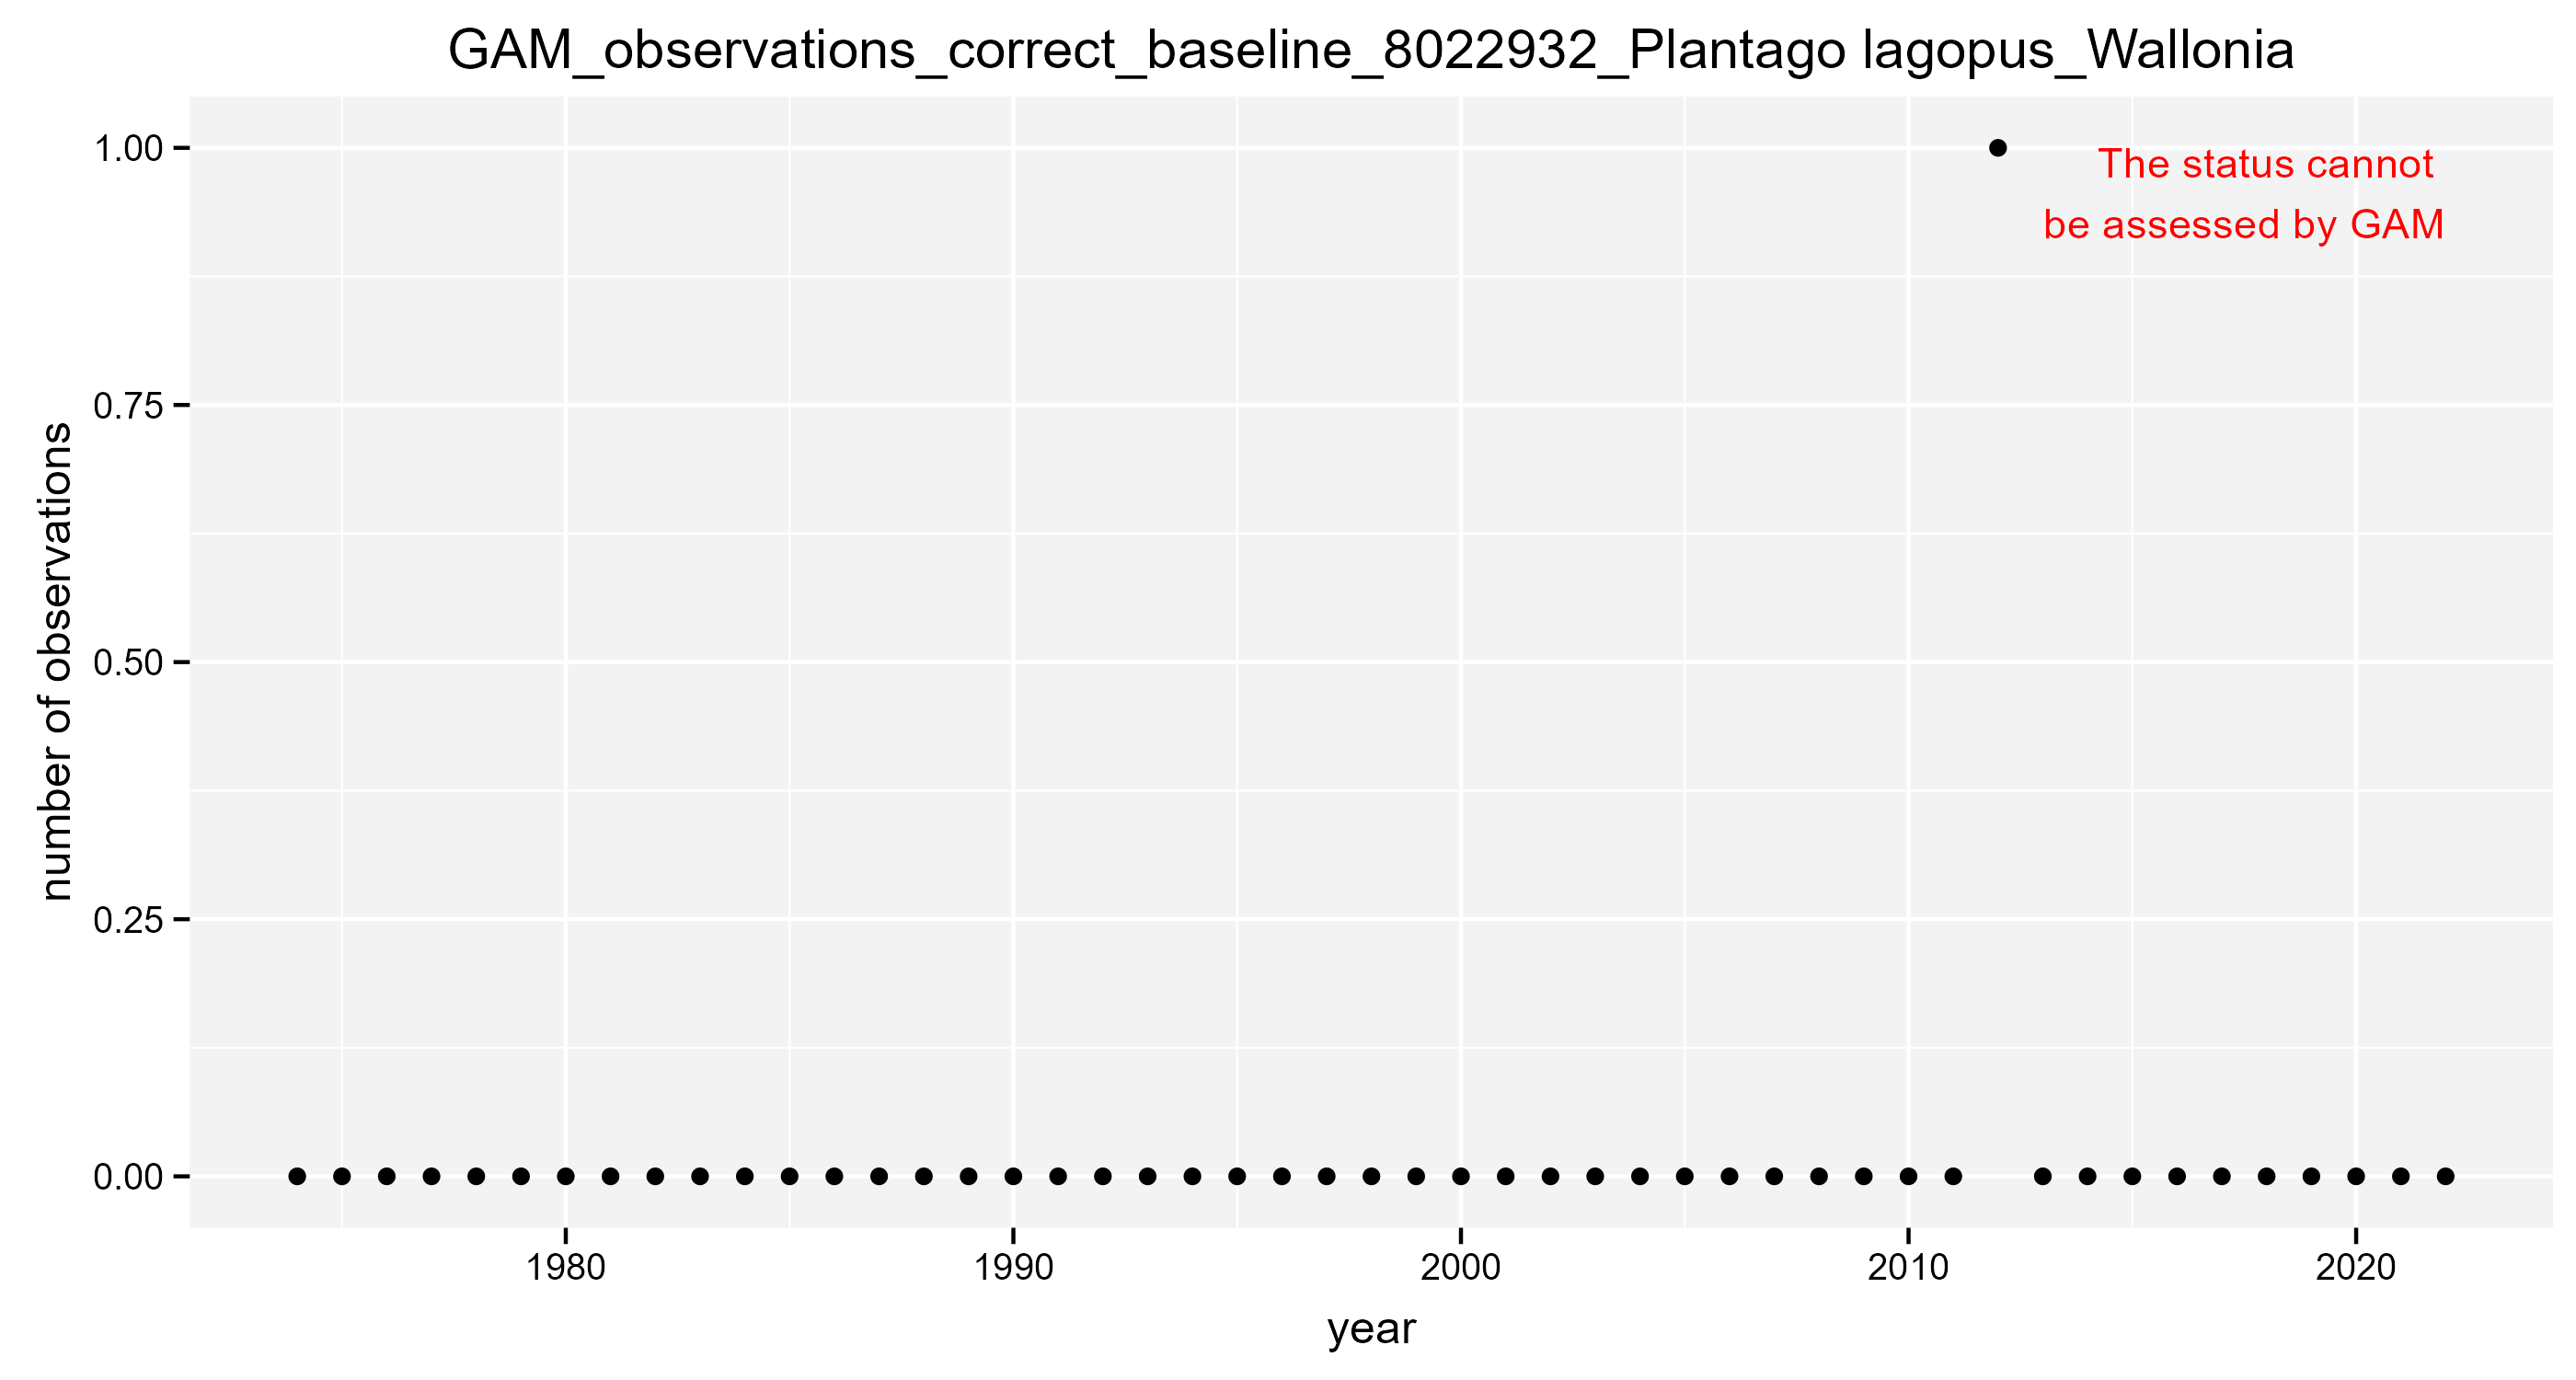 GAM_observations_correct_baseline_8022932_Plantago lagopus_Wallonia
1.00
The status cannot
be assessed by GAM
0.75
0.50
0.25
0.00
number of observations
1980 1990 2000 2010 2020
year